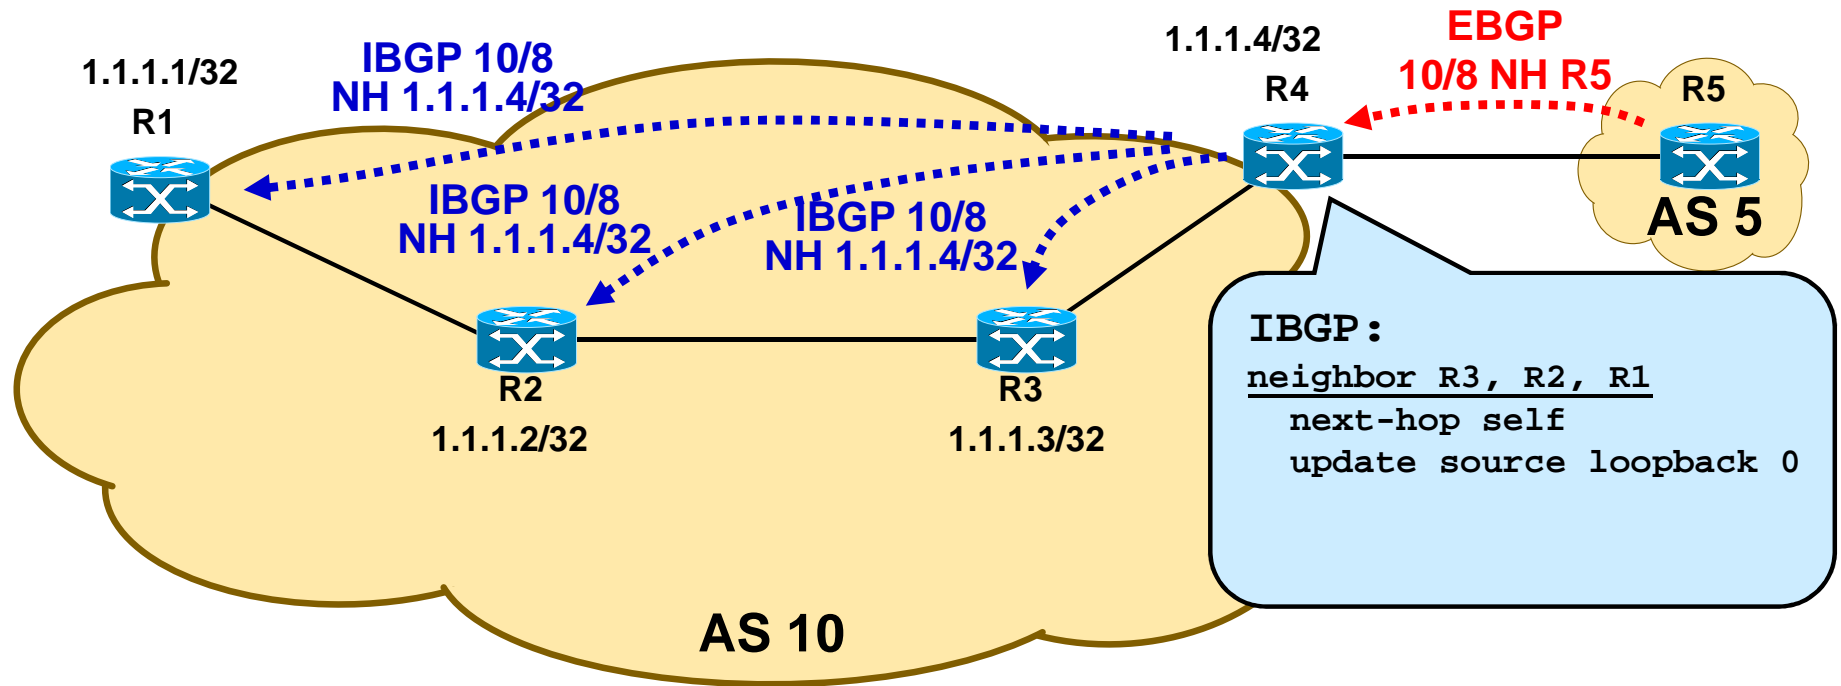 1.1.1.1/32
R1
IBGP 10/8
NH 1.1.1.4/32
1.1.1.4/32
R4
EBGP
10/8 NH R5
R5
AS 5
IBGP 10/8
NH 1.1.1.4/32
IBGP 10/8
NH 1.1.1.4/32
R2
1.1.1.2/32
R3
1.1.1.3/32
IBGP:
neighbor R3, R2, R1
next-hop self
update source loopback 0
AS 10